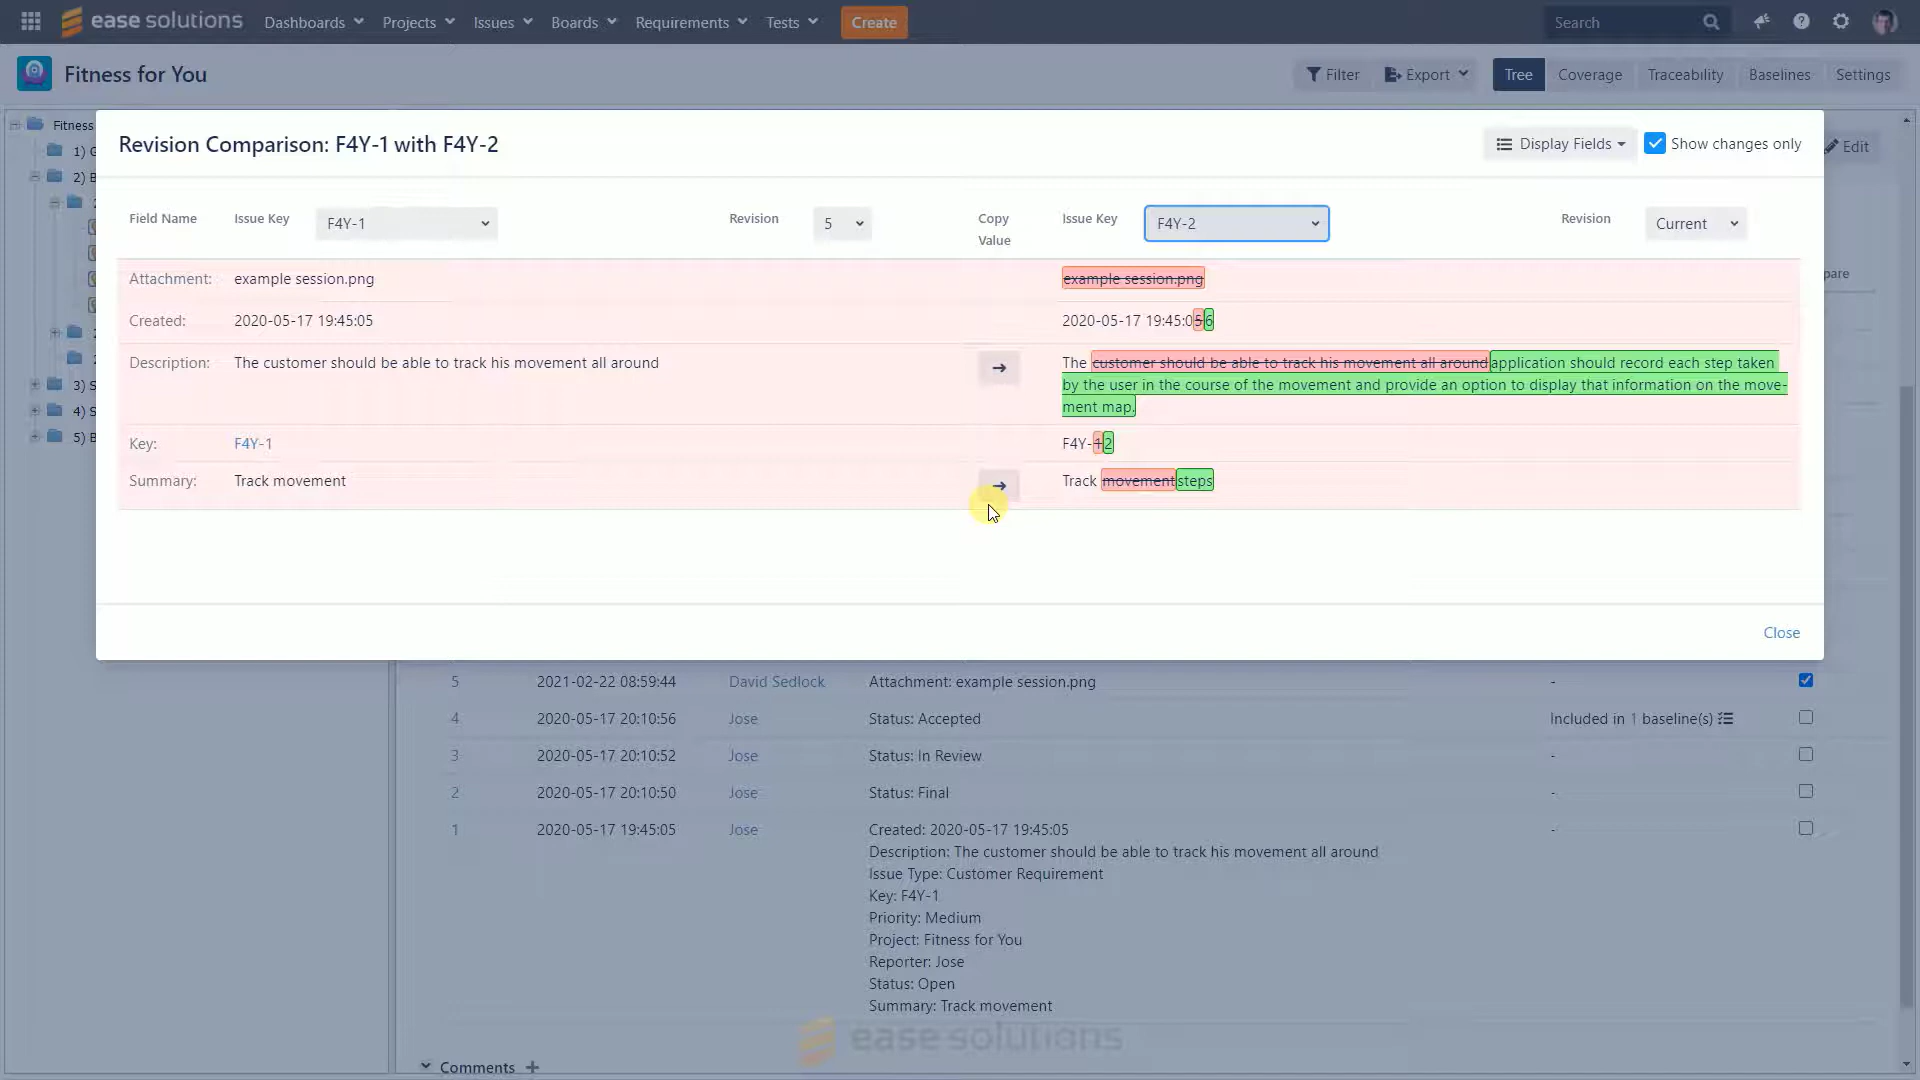 ease solutions Dashboards Projects Issues Boards Requirements Tests Create Search
Fitness for You Filter Export Tree Coverage Traceability Baselines Settings
Fitness
1) G
2) B
3) S
4) S
5) B
Edit
pare
Revision Comparison: F4Y-1 with F4Y-2 Display Fields Show changes only
Field Name Issue Key F4Y-1 Revision 5 Copy Value Issue Key F4Y-2 Revision Current
Attachment: example session.png example session.png
Created: 2020-05-17 19:45:05 2020-05-17 19:45:056
Description: The customer should be able to track his movement all around The customer should be able to track his movement all around application should record each step taken
by the user in the course of the movement and provide an option to display that information on the move-
ment map.
Key: F4Y-1 F4Y-12
Summary: Track movement Track movement steps
Close
5 2021-02-22 08:59:44 David Sedlock Attachment: example session.png -
4 2020-05-17 20:10:56 Jose Status: Accepted Included in 1 baseline(s)
3 2020-05-17 20:10:52 Jose Status: In Review -
2 2020-05-17 20:10:50 Jose Status: Final -
1 2020-05-17 19:45:05 Jose Created: 2020-05-17 19:45:05 -
Description: The customer should be able to track his movement all around
Issue Type: Customer Requirement
Key: F4Y-1
Priority: Medium
Project: Fitness for You
Reporter: Jose
Status: Open
Summary: Track movement
ease solutions
Comments +